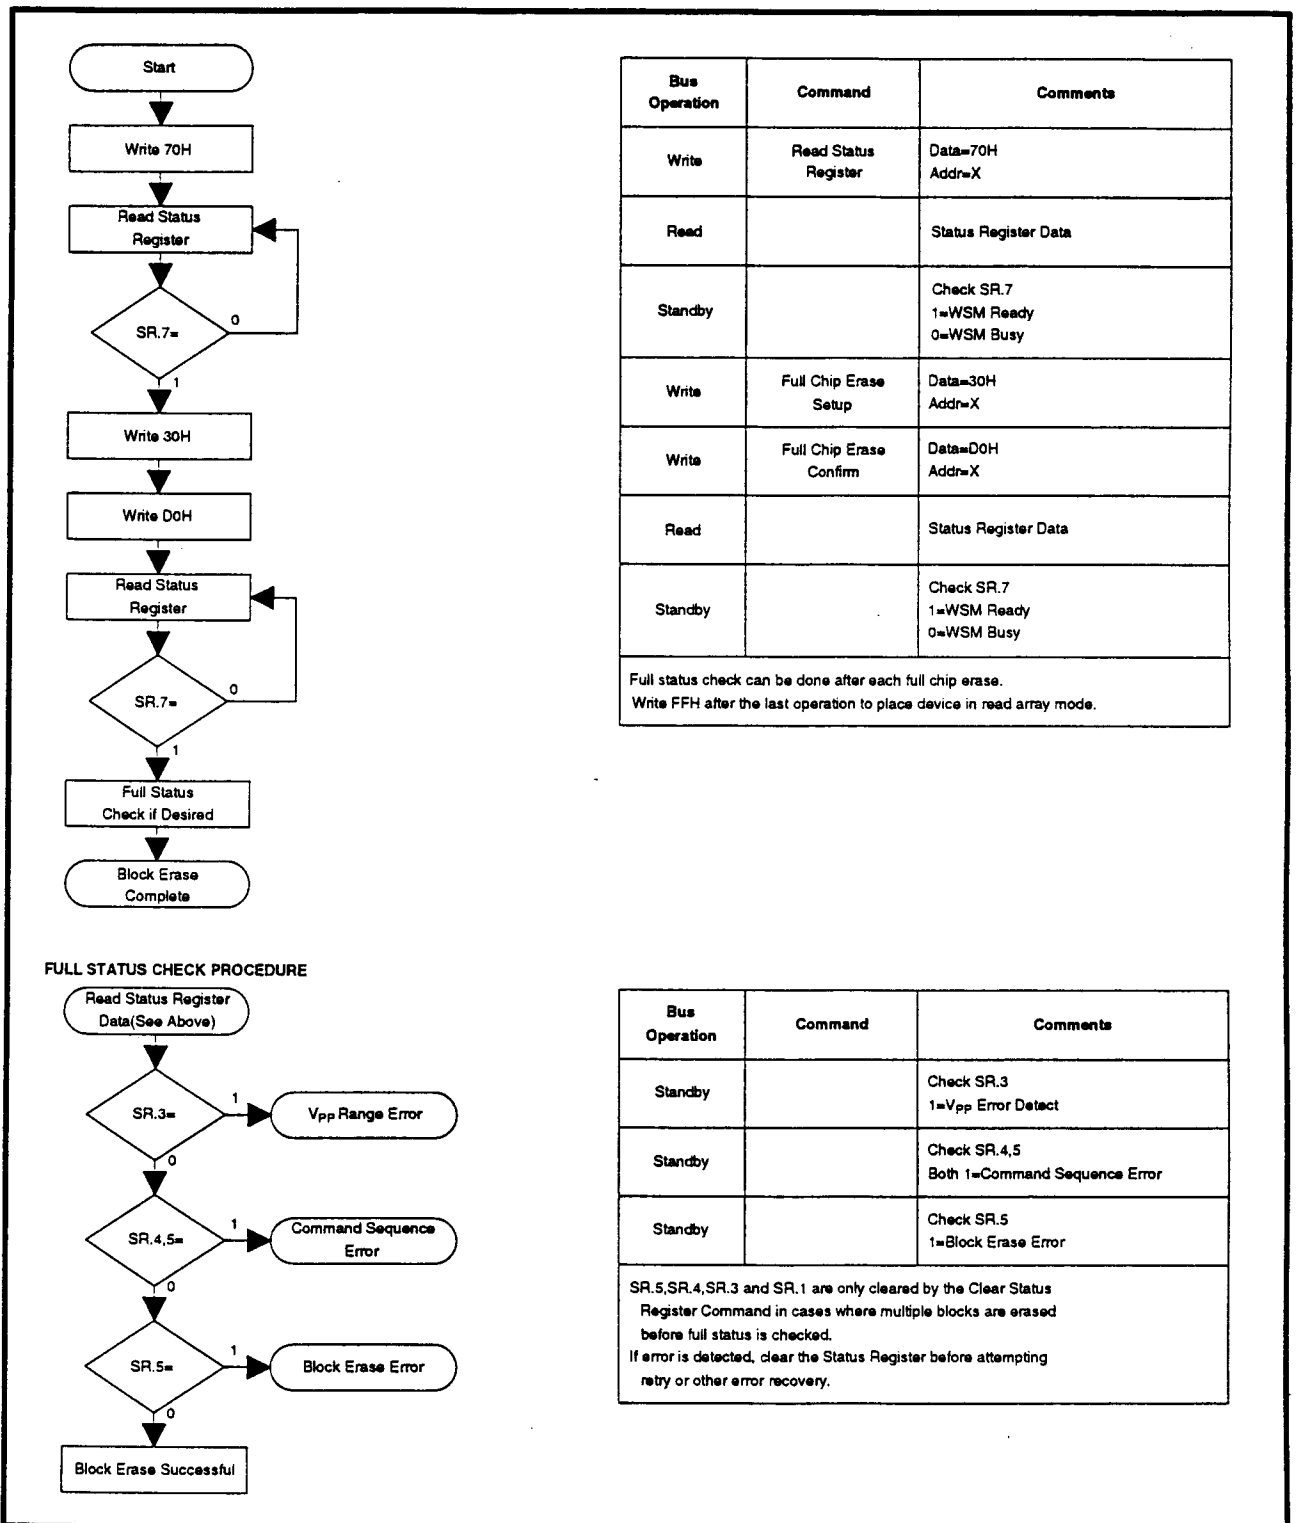 Start
Write 70H
Read Status
Register
SR.7=
0
1
Write 30H
Write D0H
Read Status
Register
SR.7=
0
1
Full Status
Check if Desired
Block Erase
Complete
Bus
Operation
Command
Comments
Write
Read Status
Register
Data=70H
Addr=X
Read
Status Register Data
Standby
Check SR.7
1=WSM Ready
0=WSM Busy
Write
Full Chip Erase
Setup
Data=30H
Addr=X
Write
Full Chip Erase
Confirm
Data=D0H
Addr=X
Read
Status Register Data
Standby
Check SR.7
1=WSM Ready
0=WSM Busy
Full status check can be done after each full chip erase.
Write FFH after the last operation to place device in read array mode.
FULL STATUS CHECK PROCEDURE
Read Status Register
Data(See Above)
SR.3=
1
VPP Range Error
0
SR.4,5=
1
Command Sequence
Error
0
SR.5=
1
Block Erase Error
0
Block Erase Successful
Bus
Operation
Command
Comments
Standby
Check SR.3
1=VPP Error Detect
Standby
Check SR.4,5
Both 1=Command Sequence Error
Standby
Check SR.5
1=Block Erase Error
SR.5,SR.4,SR.3 and SR.1 are only cleared by the Clear Status
Register Command in cases where multiple blocks are erased
before full status is checked.
If error is detected, clear the Status Register before attempting
retry or other error recovery.